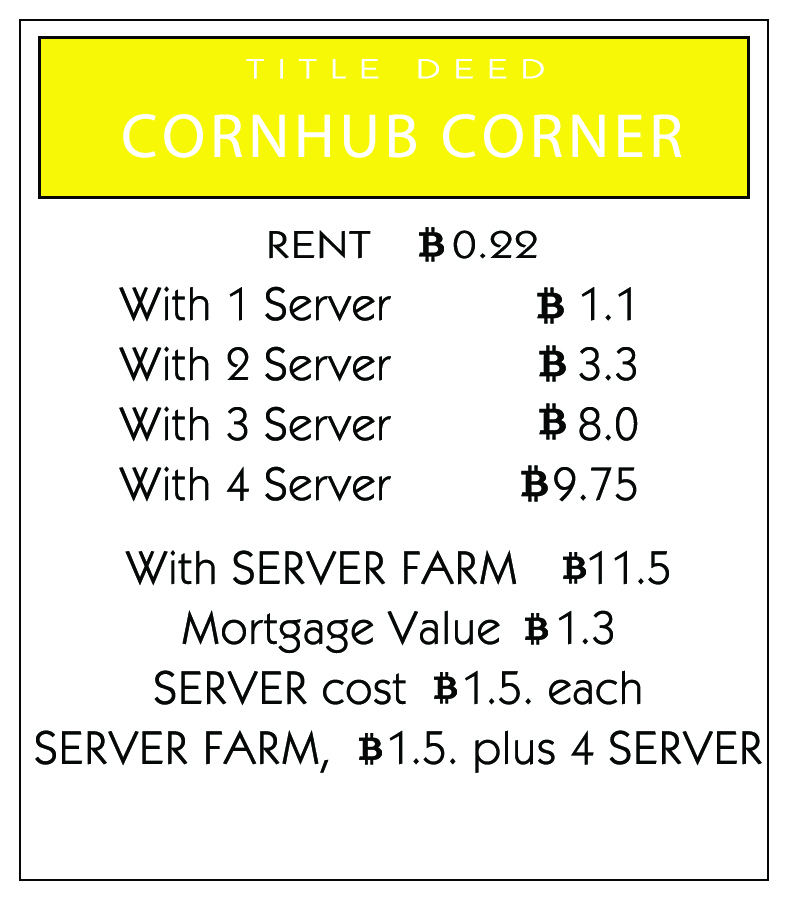 TITLE DEED
CORNHUB CORNER
RENT ₿ 0.22
With 1 Server ₿ 1.1
With 2 Server ₿ 3.3
With 3 Server ₿ 8.0
With 4 Server ₿9.75
With SERVER FARM ₿11.5
Mortgage Value ₿1.3
SERVER cost ₿1.5. each
SERVER FARM, ₿1.5. plus 4 SERVER